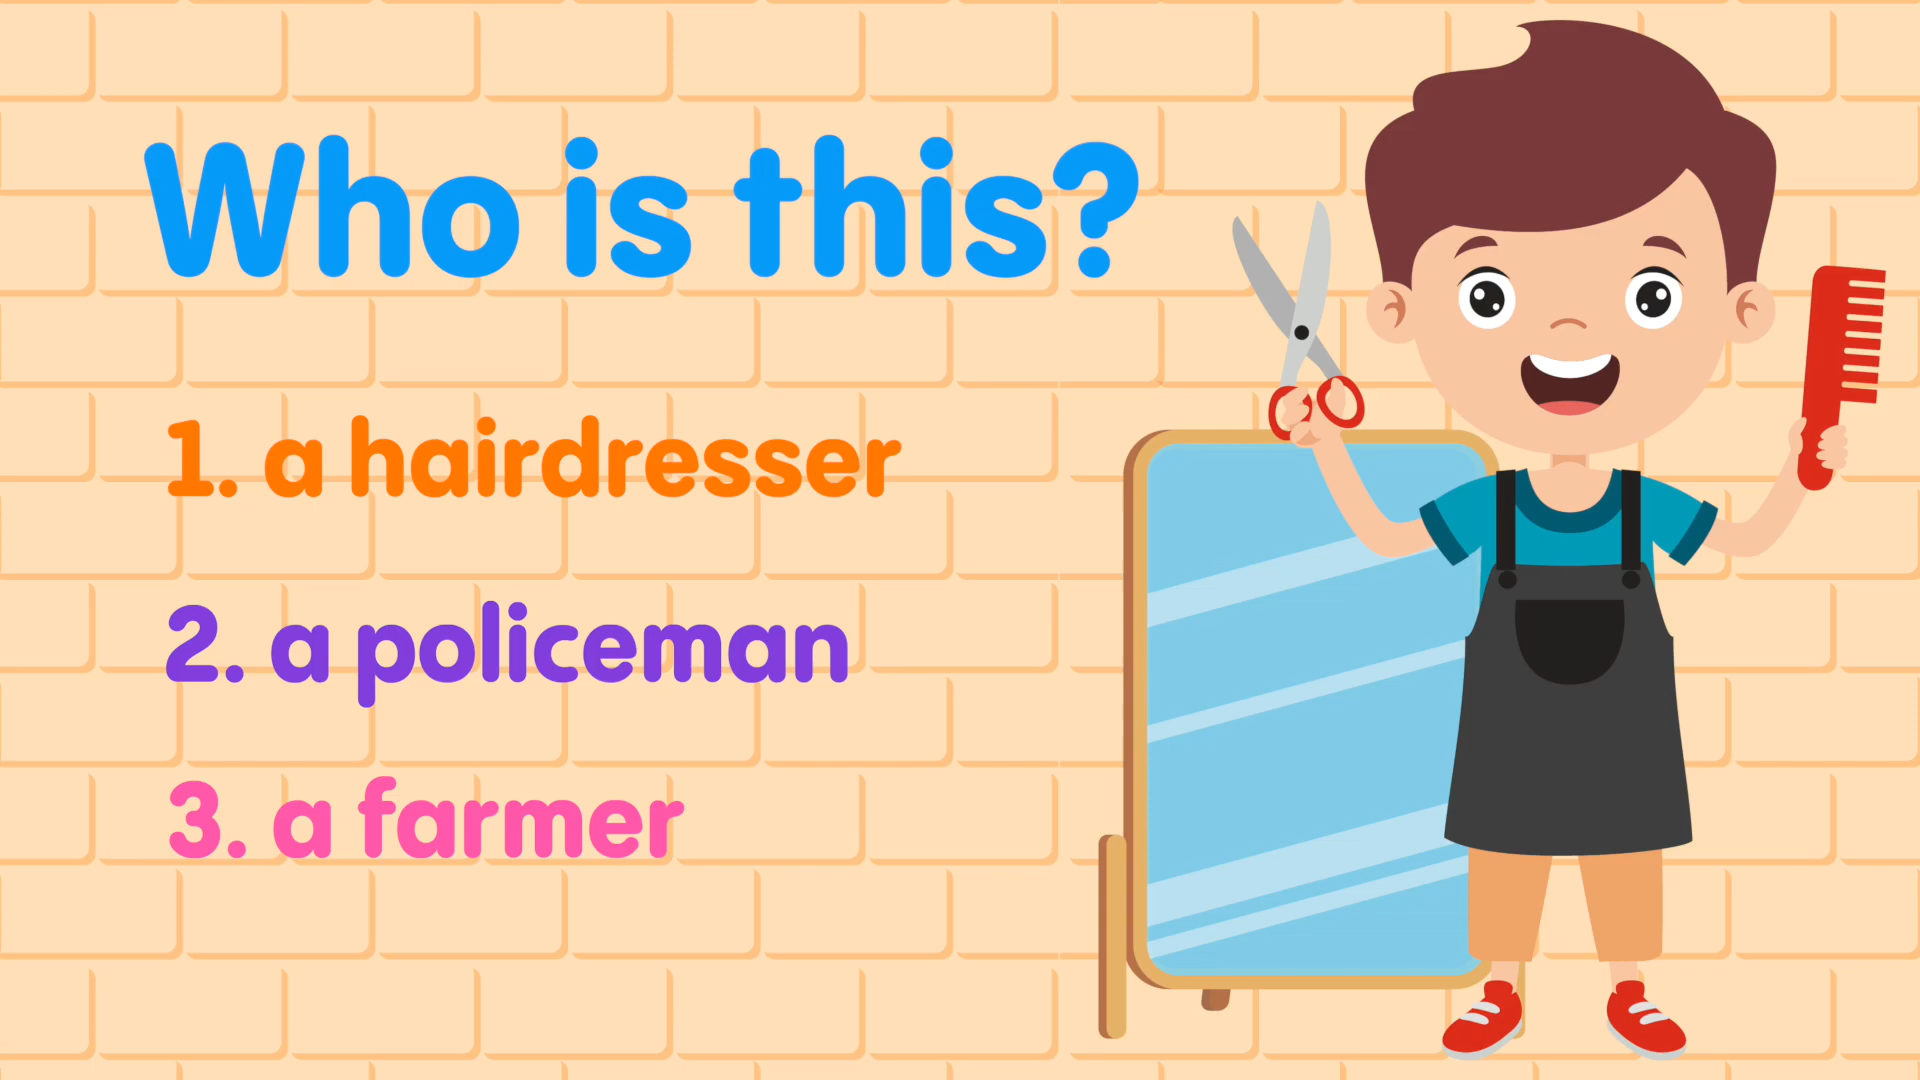 Who is this?
1. a hairdresser
2. a policeman
3. a farmer